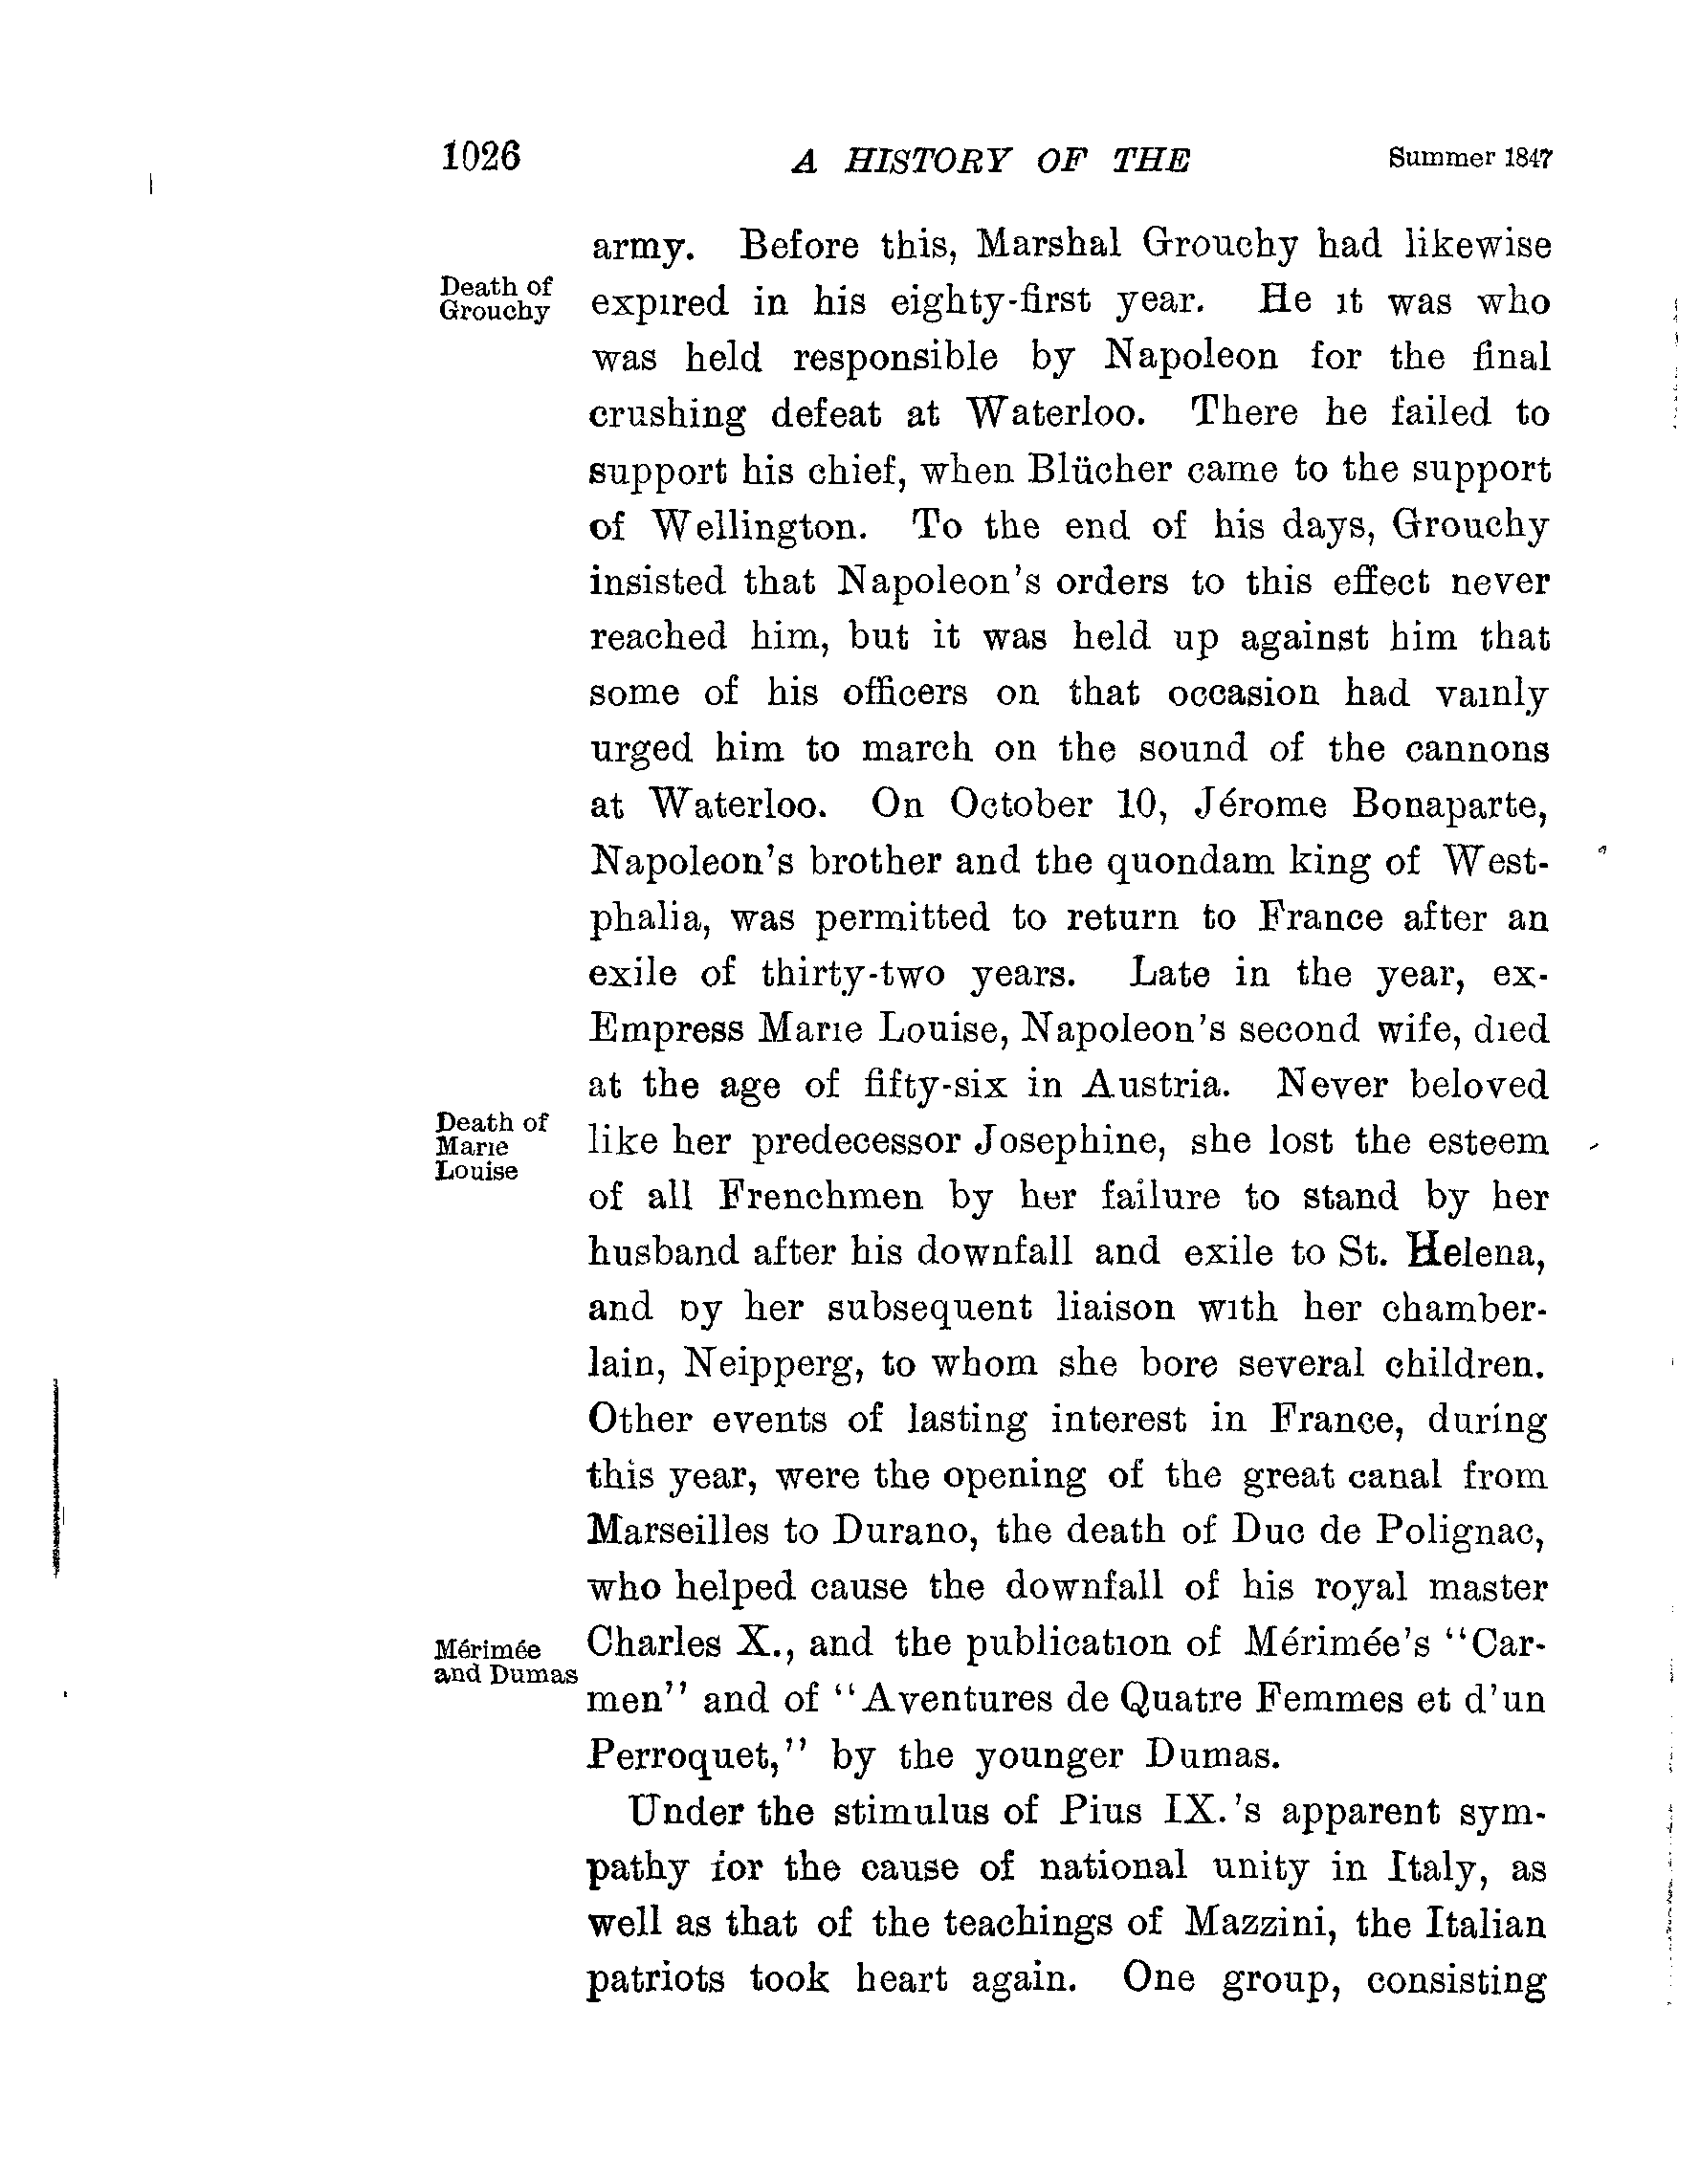 1026 A HISTORY OF THE Summer 1847
army. Before this, Marshal Grouchy had likewise
Death of
Grouchy
expired in his eighty-first year. He it was who
was held responsible by Napoleon for the final
crushing defeat at Waterloo. There he failed to
support his chief, when Blücher came to the support
of Wellington. To the end of his days, Grouchy
insisted that Napoleon's orders to this effect never
reached him, but it was held up against him that
some of his officers on that occasion had vainly
urged him to march on the sound of the cannons
at Waterloo. On October 10, Jérome Bonaparte,
Napoleon's brother and the quondam king of West-
phalia, was permitted to return to France after an
exile of thirty-two years. Late in the year, ex-
Empress Marie Louise, Napoleon's second wife, died
at the age of fifty-six in Austria. Never beloved
Death of
Marie
Louise
like her predecessor Josephine, she lost the esteem
of all Frenchmen by her failure to stand by her
husband after his downfall and exile to St. Helena,
and by her subsequent liaison with her chamber-
lain, Neipperg, to whom she bore several children.
Other events of lasting interest in France, during
this year, were the opening of the great canal from
Marseilles to Durano, the death of Duc de Polignac,
who helped cause the downfall of his royal master
Mérimée
and Dumas
Charles X., and the publication of Mérimée's "Car-
men" and of "Aventures de Quatre Femmes et d'un
Perroquet," by the younger Dumas.
Under the stimulus of Pius IX.'s apparent sym-
pathy for the cause of national unity in Italy, as
well as that of the teachings of Mazzini, the Italian
patriots took heart again. One group, consisting